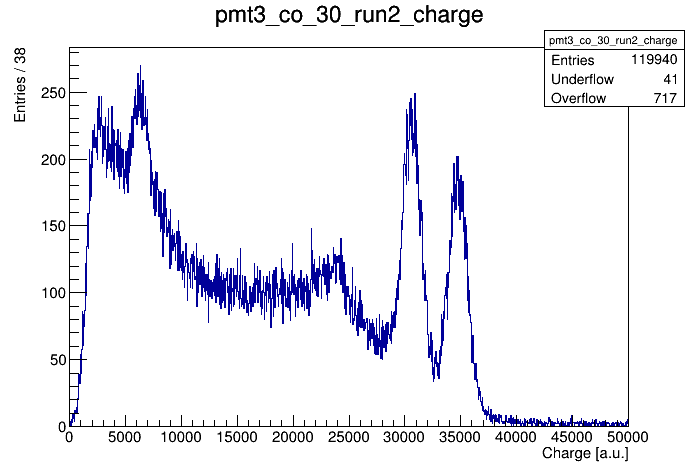 pmt3_co_30_run2_charge
pmt3_co_30_run2_charge
Entries 119940
Underflow 41
Overflow 717
Entries / 38
250
200
150
100
50
0
0 5000 10000 15000 20000 25000 30000 35000 40000 45000 50000
Charge [a.u.]